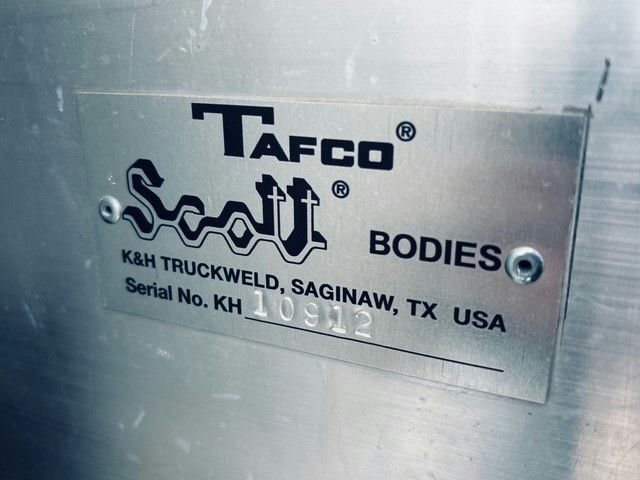 TAFCO®
Scott® BODIES
K&H TRUCKWELD, SAGINAW, TX USA
Serial No. KH 10912